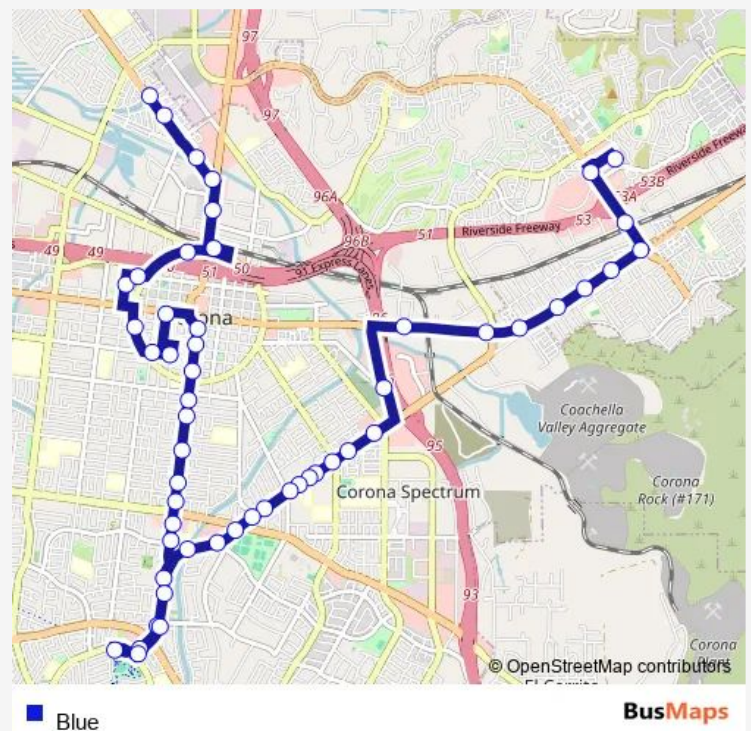 97
97
96A
96B
Riverside Freeway
53B
53
Riverside Freeway
51
49
49
51
50
91 Express Lanes
Coachella
Valley Aggregate
95
Corona
Rock (#171)
Corona Spectrum
93
Corona
© OpenStreetMap contributors
Blue
BusMaps